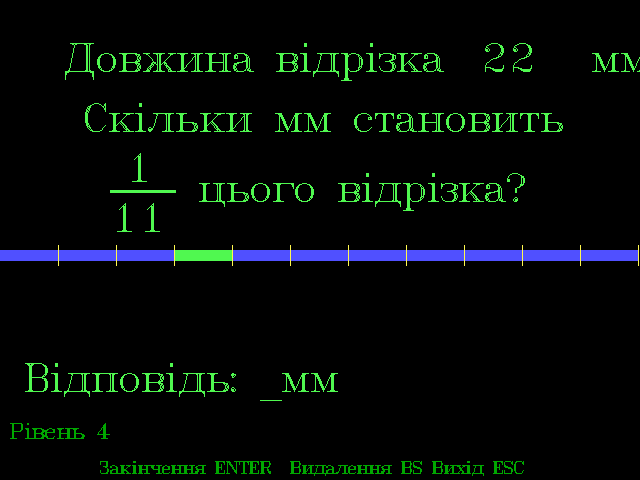 Довжина відрізка 22 мм
Скільки мм становить
1
11 цього відрізка?
Відповідь: _мм
Рівень 4
Закінчення ENTER Видалення BS Вихід ESC